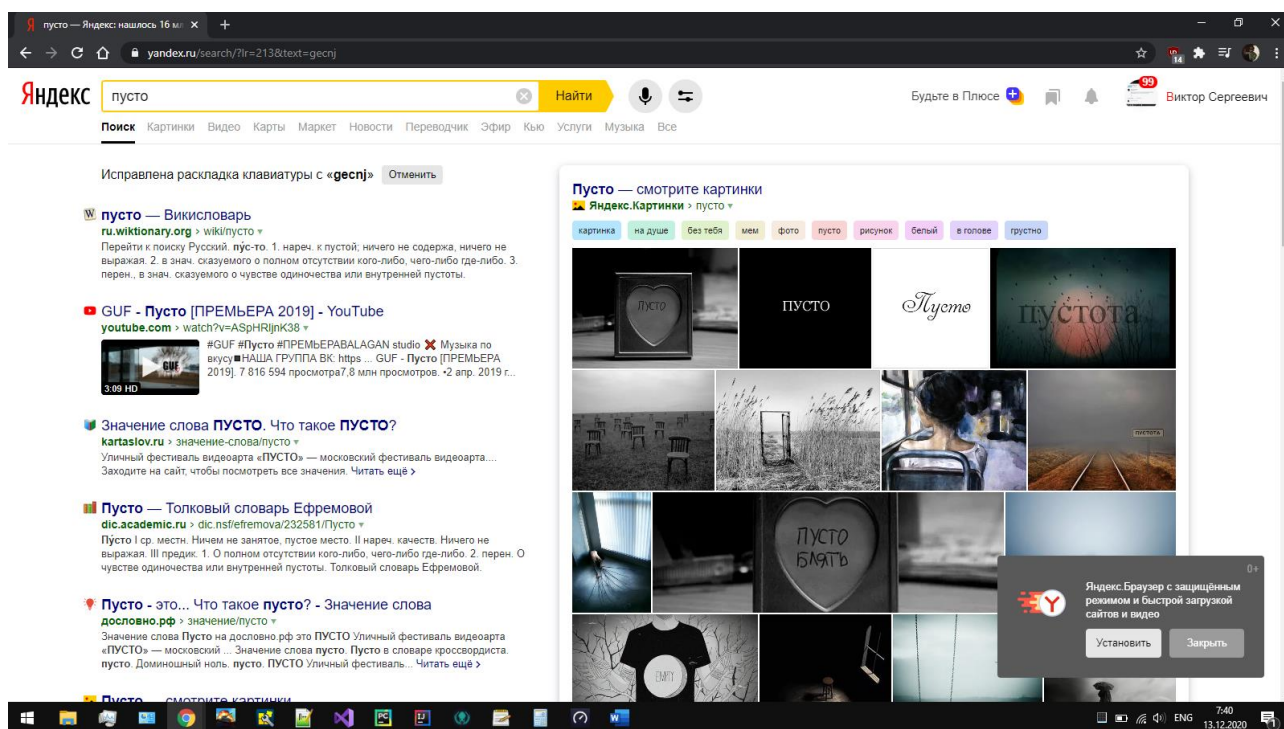 пусто — Яндекс: нашлось 16 мл
yandex.ru/search/?lr=213&text=gecnj
14
Яндекс
пусто
Найти
Будьте в Плюсе
99
Виктор Сергеевич
Поиск Картинки Видео Карты Маркет Новости Переводчик Эфир Кью Услуги Музыка Все
Исправлена раскладка клавиатуры с «gecnj» Отменить
пусто — Викисловарь
ru.wiktionary.org › wiki/пусто
Перейти к поиску Русский. пу́с-то. 1. нареч. к пустой; ничего не содержа, ничего не
выражая. 2. в знач. сказуемого о полном отсутствии кого-либо, чего-либо где-либо. 3.
перен., в знач. сказуемого о чувстве одиночества или внутренней пустоты.
GUF - Пусто [ПРЕМЬЕРА 2019] - YouTube
youtube.com › watch?v=ASpHRljnK38
GUF
3:09 HD
#GUF #Пусто #ПРЕМЬЕРАBALAGAN studio ❌ Музыка по
вкусу■НАША ГРУППА ВК: https ... GUF - Пусто [ПРЕМЬЕРА
2019]. 7 816 594 просмотра7,8 млн просмотров. •2 апр. 2019 г...
Значение слова ПУСТО. Что такое ПУСТО?
kartaslov.ru › значение-слова/пусто
Уличный фестиваль видеоарта «ПУСТО» — московский фестиваль видеоарта....
Заходите на сайт, чтобы посмотреть все значения. Читать ещё ›
Пусто — Толковый словарь Ефремовой
dic.academic.ru › dic.nsf/efremova/232581/Пусто
Пу́сто I ср. местн. Ничем не занятое, пустое место. II нареч. качеств. Ничего не
выражая. III предик. 1. О полном отсутствии кого-либо, чего-либо где-либо. 2. перен. О
чувстве одиночества или внутренней пустоты. Толковый словарь Ефремовой.
Пусто - это... Что такое пусто? - Значение слова
дословно.рф › значение/пусто
Значение слова Пусто на дословно.рф это ПУСТО Уличный фестиваль видеоарта
«ПУСТО» — московский ... Значение слова пусто. Пусто в словаре кроссвордиста.
пусто. Доминошный ноль. пусто. ПУСТО Уличный фестиваль... Читать ещё ›
Пусто — смотрите картинки
Пусто — смотрите картинки
Яндекс.Картинки › пусто
картинка на душе без тебя мем фото пусто рисунок белый в голове грустно
ПУСТО
ПУСТО
Пусто
ПУСТОТА
ПУСТОТА
ПУСТО
БЛЯТЬ
EMPTY
0+
Яндекс.Браузер с защищённым
режимом и быстрой загрузкой
сайтов и видео
Установить Закрыть
ENG
7:40
13.12.2020
1